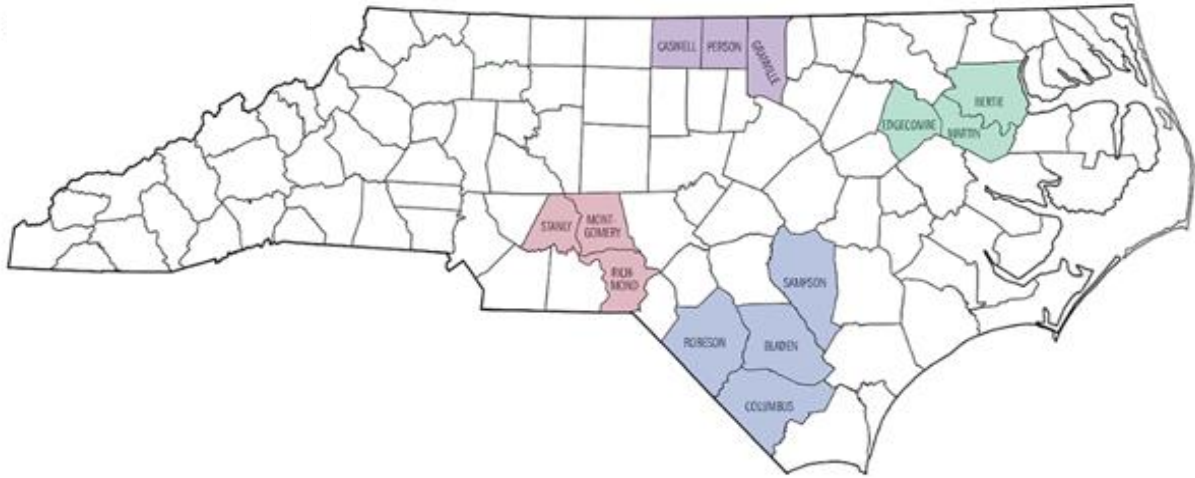 CASWELL
PERSON
GRANVILLE
BERTIE
EDGECOMBE
MARTIN
STANLY
MONT-
GOMERY
RICH-
MOND
SAMPSON
ROBESON
BLADEN
COLUMBUS